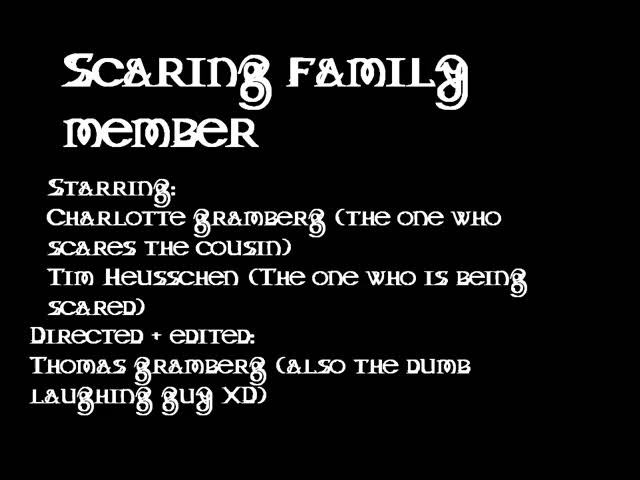 Scaring family
member
Starring:
Charlotte gramberg (the one who
scares the cousin)
Tim Heusschen (The one who is being
scared)
Directed + edited:
Thomas gramberg (also the dumb
laughing guy XD)